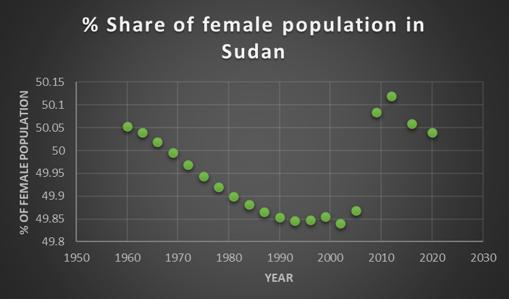 % Share of female population in
Sudan
% OF FEMALE POPULATION
50.15
50.1
50.05
50
49.95
49.9
49.85
49.8
1950 1960 1970 1980 1990 2000 2010 2020 2030
YEAR